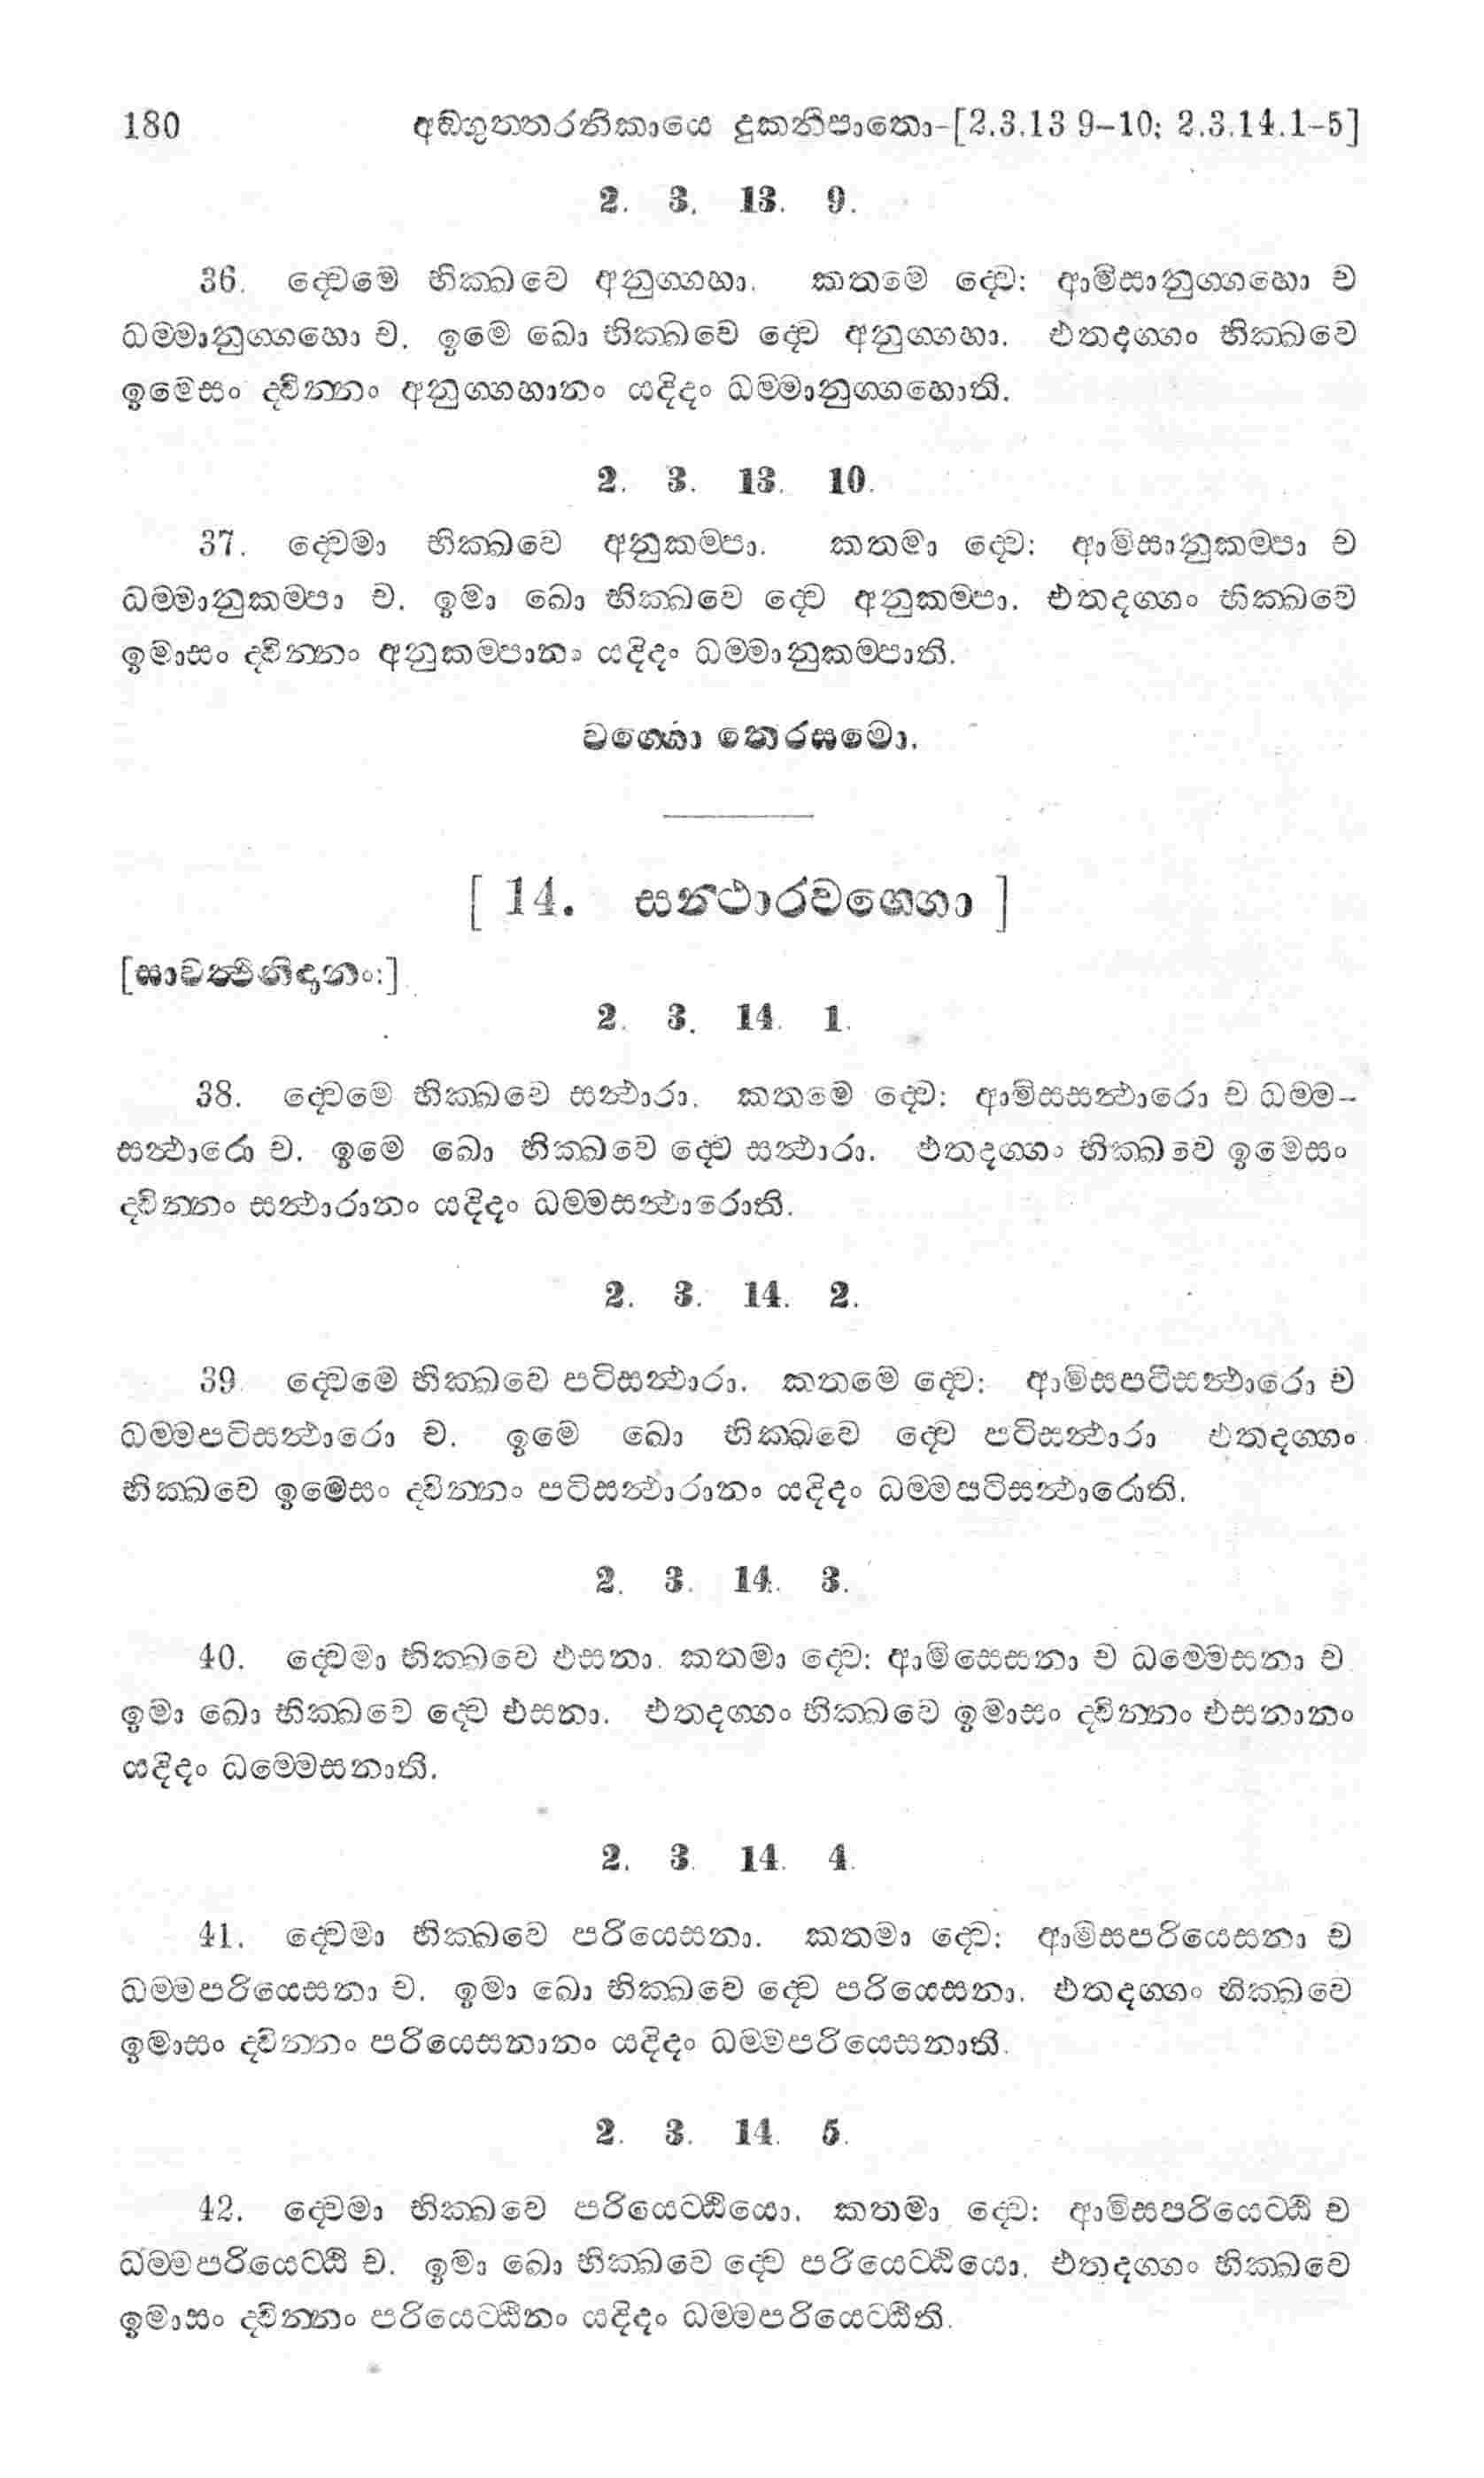 180 අඞ්ගුත්තරනිකායෙ දුකනිපාතො-[2.3.13 9-10; 2.3.14.1-5]
2. 3. 13. 9.
36. ද්වෙමෙ භික්ඛවෙ අනුග්ගහා. කතමෙ ද්වෙ: ආමිසානුග්ගහො ච
ධම්මානුග්ගහො ච. ඉමෙ ඛො භික්ඛවෙ ද්වෙ අනුග්ගහා. එතදග්ගං භික්ඛවෙ
ඉමෙසං ද්වින්නං අනුග්ගහානං යදිදං ධම්මානුග්ගහොති.
2. 3. 13. 10.
37. ද්වෙමා භික්ඛවෙ අනුකම්පා. කතමා ද්වෙ: ආමිසානුකම්පා ච
ධම්මානුකම්පා ච. ඉමා ඛො භික්ඛවෙ ද්වෙ අනුකම්පා. එතදග්ගං භික්ඛවෙ
ඉමාසං ද්වින්නං අනුකම්පානං යදිදං ධම්මානුකම්පාති.
වග්ගො තෙරසමො.
[ 14. සන්ථාරවග්ගො ]
[සාවත්ථිනිදානං:]
2. 3. 14. 1.
38. ද්වෙමෙ භික්ඛවෙ සන්ථාරා. කතමෙ ද්වෙ: ආමිසසන්ථාරො ච ධම්ම-
සන්ථාරො ච. ඉමෙ ඛො භික්ඛවෙ ද්වෙ සන්ථාරා. එතදග්ගං භික්ඛවෙ ඉමෙසං
ද්වින්නං සන්ථාරානං යදිදං ධම්මසන්ථාරොති.
2. 3. 14. 2.
39. ද්වෙමෙ භික්ඛවෙ පටිසන්ථාරා. කතමෙ ද්වෙ: ආමිසපටිසන්ථාරො ච
ධම්මපටිසන්ථාරො ච. ඉමෙ ඛො භික්ඛවෙ ද්වෙ පටිසන්ථාරා එතදග්ගං
භික්ඛවෙ ඉමෙසං ද්වින්නං පටිසන්ථාරානං යදිදං ධම්මපටිසන්ථාරොති.
2. 3. 14. 3.
40. ද්වෙමා භික්ඛවෙ එසනා. කතමා ද්වෙ: ආමිසෙසනා ච ධම්මෙසනා ච
ඉමා ඛො භික්ඛවෙ ද්වෙ එසනා. එතදග්ගං භික්ඛවෙ ඉමාසං ද්වින්නං එසනානං
යදිදං ධම්මෙසනාති.
2. 3. 14. 4.
41. ද්වෙමා භික්ඛවෙ පරියෙසනා. කතමා ද්වෙ: ආමිසපරියෙසනා ච
ධම්මපරියෙසනා ච. ඉමා ඛො භික්ඛවෙ ද්වෙ පරියෙසනා. එතදග්ගං භික්ඛවෙ
ඉමාසං ද්වින්නං පරියෙසනානං යදිදං ධම්මපරියෙසනාති.
2. 3. 14. 5.
42. ද්වෙමා භික්ඛවෙ පරියෙට්ඨියො. කතමා ද්වෙ: ආමිසපරියෙට්ඨි ච
ධම්මපරියෙට්ඨි ච. ඉමා ඛො භික්ඛවෙ ද්වෙ පරියෙට්ඨියො. එතදග්ගං භික්ඛවෙ
ඉමාසං ද්වින්නං පරියෙට්ඨීනං යදිදං ධම්මපරියෙට්ඨීති.